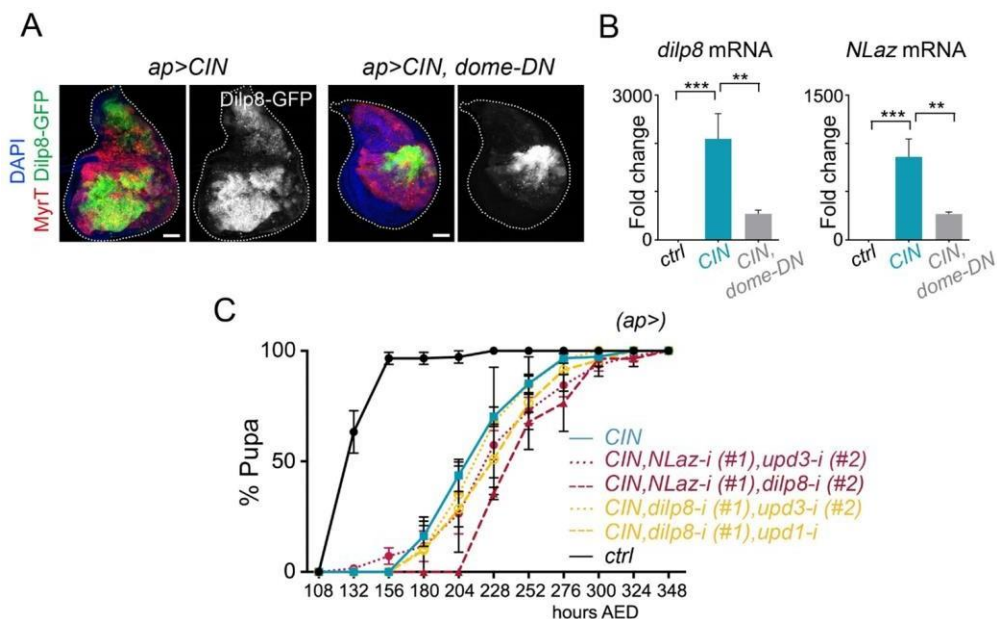 A
ap>CIN
ap>CIN, dome-DN
DAPI
MyrT Dilp8-GFP
Dilp8-GFP
B
dilp8 mRNA
NLaz mRNA
3000
0
Fold change
***
**
ctrl
CIN
CIN,
dome-DN
1500
0
Fold change
***
**
ctrl
CIN
CIN,
dome-DN
C
(ap>)
100
50
0
% Pupa
CIN
CIN,NLaz-i (#1),upd3-i (#2)
CIN,NLaz-i (#1),dilp8-i (#2)
CIN,dilp8-i (#1),upd3-i (#2)
CIN,dilp8-i (#1),upd1-i
ctrl
108 132 156 180 204 228 252 276 300 324 348
hours AED